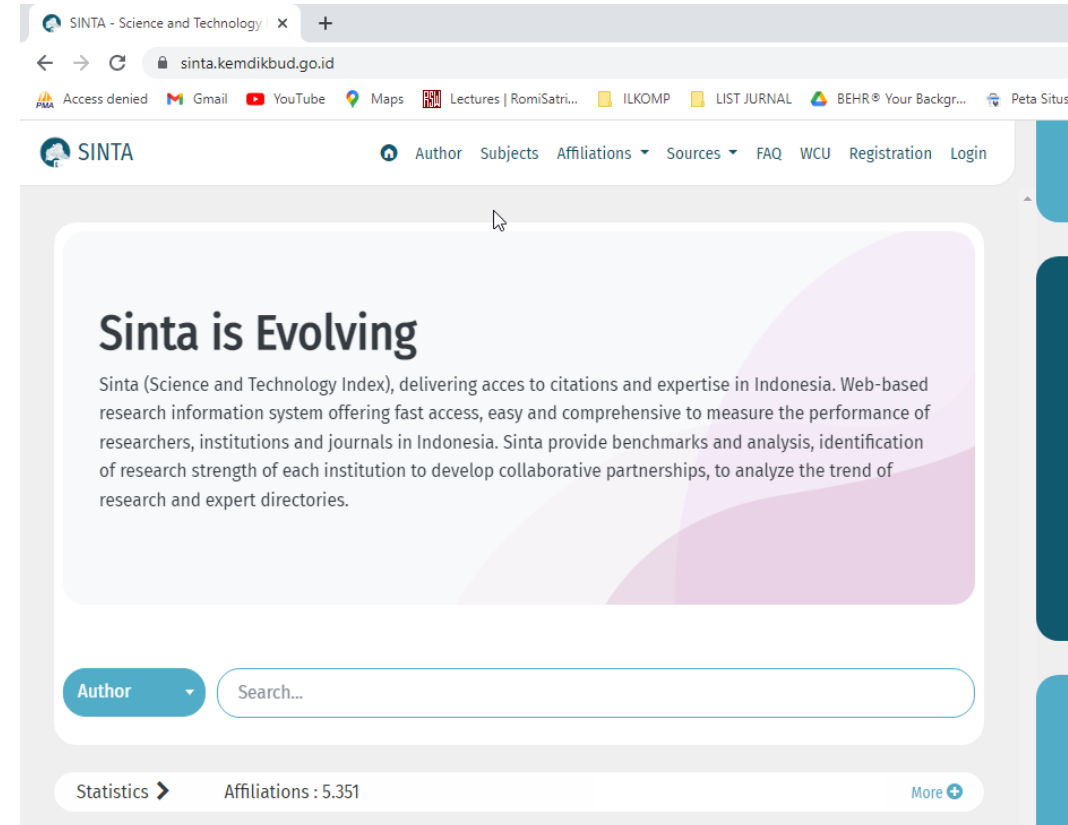 SINTA - Science and Technology
sinta.kemdikbud.go.id
PMA Access denied Gmail YouTube Maps RSW Lectures | RomiSatri... ILKOMP LIST JURNAL BEHR® Your Backgr... Peta Situs
SINTA Author Subjects Affiliations Sources FAQ WCU Registration Login
Sinta is Evolving
Sinta (Science and Technology Index), delivering acces to citations and expertise in Indonesia. Web-based
research information system offering fast access, easy and comprehensive to measure the performance of
researchers, institutions and journals in Indonesia. Sinta provide benchmarks and analysis, identification
of research strength of each institution to develop collaborative partnerships, to analyze the trend of
research and expert directories.
Author Search...
Statistics Affiliations : 5.351 More